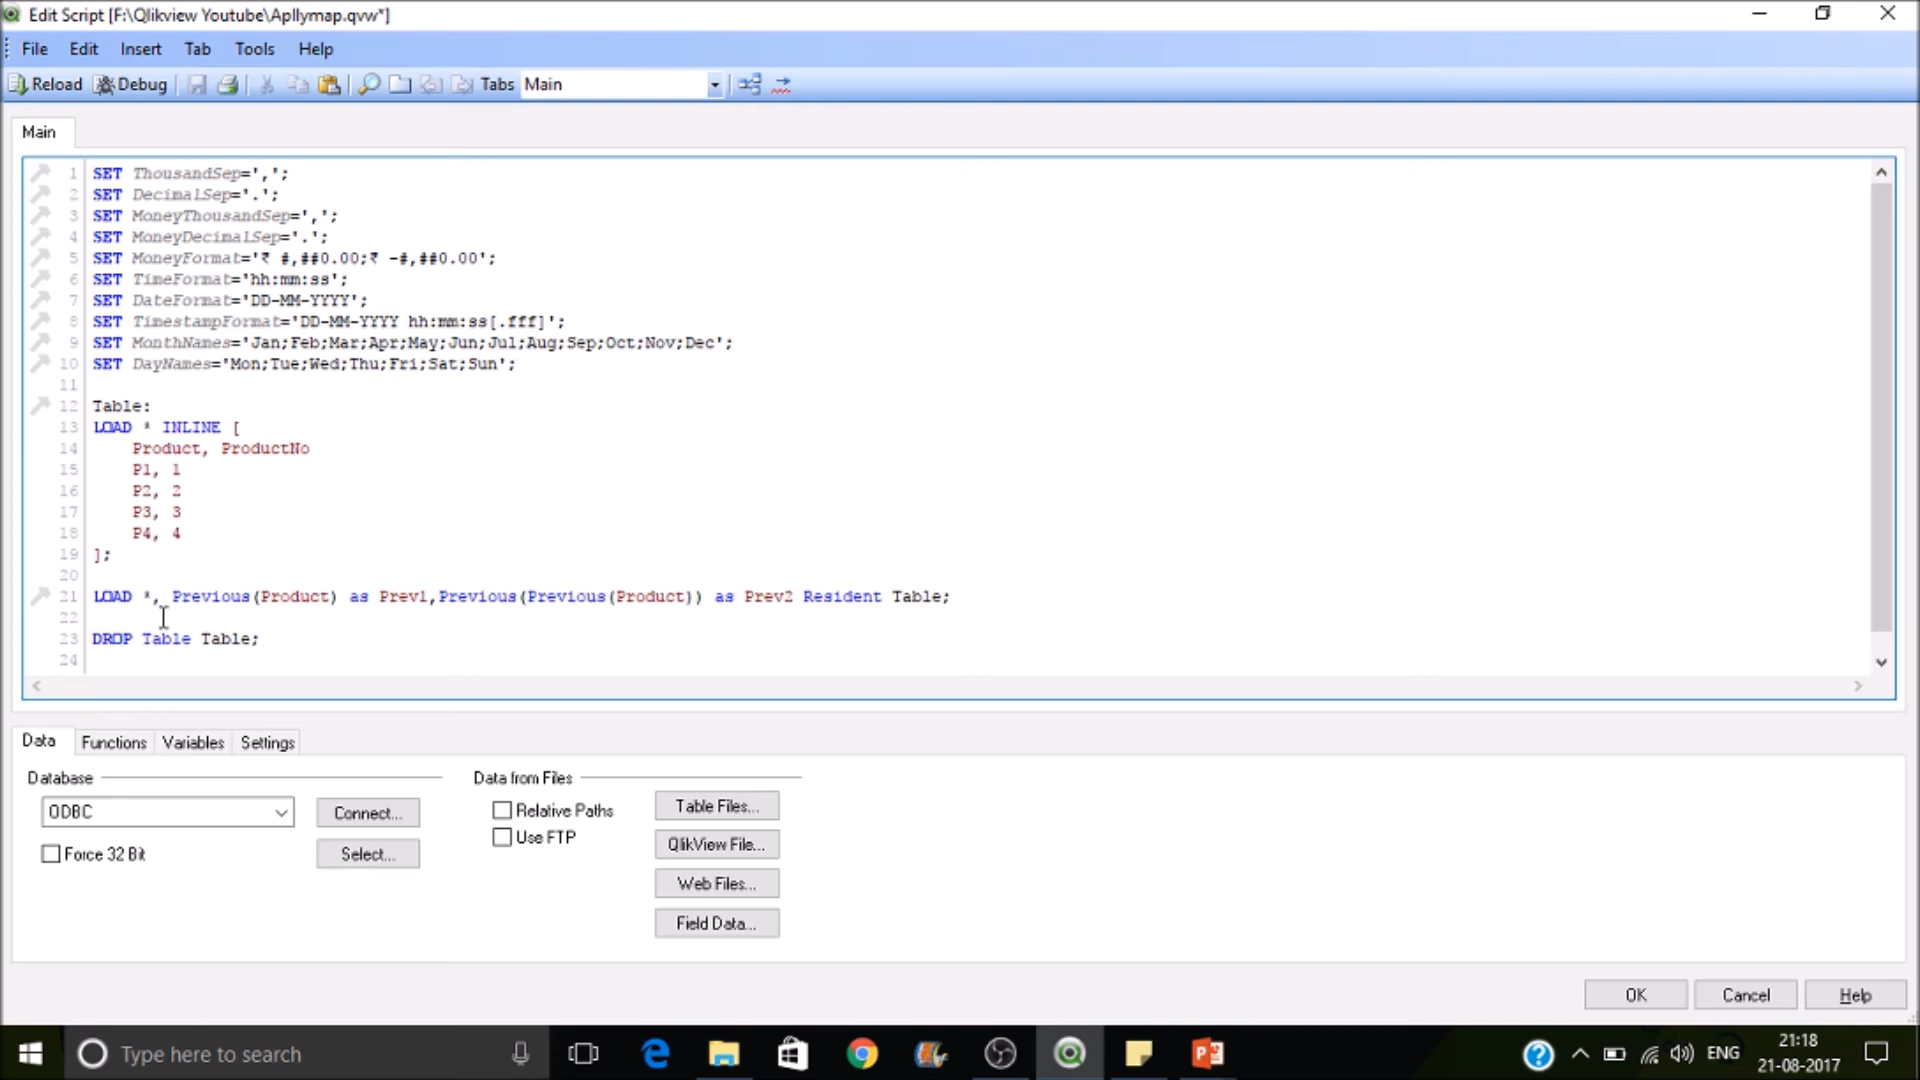 Edit Script [F:\Qlikview Youtube\Apllymap.qvw*]
File Edit Insert Tab Tools Help
Reload Debug Tabs Main
Main
1 SET ThousandSep=',';
2 SET DecimalSep='.';
3 SET MoneyThousandSep=',';
4 SET MoneyDecimalSep='.';
5 SET MoneyFormat='₹ #,##0.00;₹ -#,##0.00';
6 SET TimeFormat='hh:mm:ss';
7 SET DateFormat='DD-MM-YYYY';
8 SET TimestampFormat='DD-MM-YYYY hh:mm:ss[.fff]';
9 SET MonthNames='Jan;Feb;Mar;Apr;May;Jun;Jul;Aug;Sep;Oct;Nov;Dec';
10 SET DayNames='Mon;Tue;Wed;Thu;Fri;Sat;Sun';
11
12 Table:
13 LOAD * INLINE [
14 Product, ProductNo
15 P1, 1
16 P2, 2
17 P3, 3
18 P4, 4
19 ];
20
21 LOAD *, Previous(Product) as Prev1,Previous(Previous(Product)) as Prev2 Resident Table;
22
23 DROP Table Table;
24
Data Functions Variables Settings
Database Data from Files
ODBC Connect... Relative Paths Table Files...
Use FTP QlikView File...
Force 32 Bit Select...
Web Files...
Field Data...
OK Cancel Help
Type here to search ENG 21:18
21-08-2017